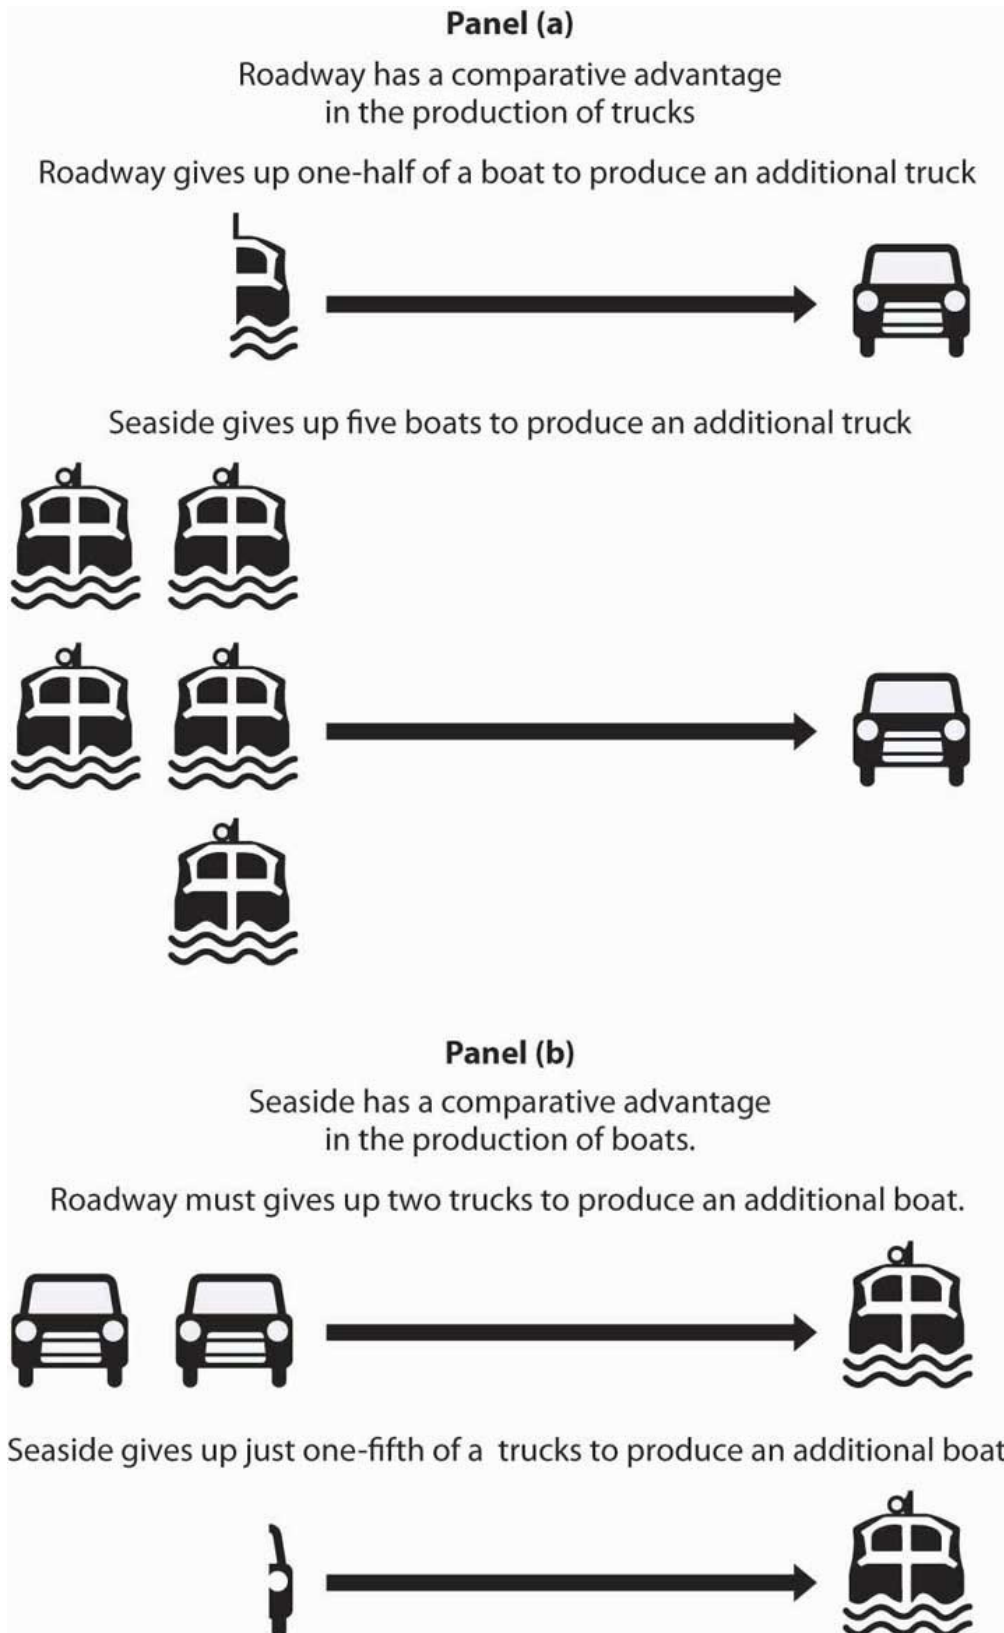 Panel (a)
Roadway has a comparative advantage
in the production of trucks
Roadway gives up one-half of a boat to produce an additional truck
Seaside gives up five boats to produce an additional truck
Panel (b)
Seaside has a comparative advantage
in the production of boats.
Roadway must gives up two trucks to produce an additional boat.
Seaside gives up just one-fifth of a trucks to produce an additional boat